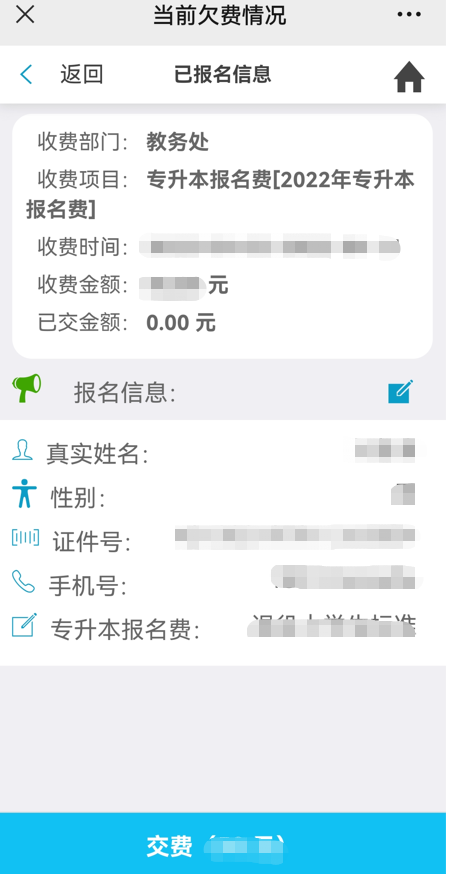 当前欠费情况
返回 已报名信息
收费部门: 教务处
收费项目: 专升本报名费[2022年专升本
报名费]
收费时间:
收费金额: 元
已交金额: 0.00 元
报名信息:
真实姓名:
性别:
证件号:
手机号:
专升本报名费:
交费